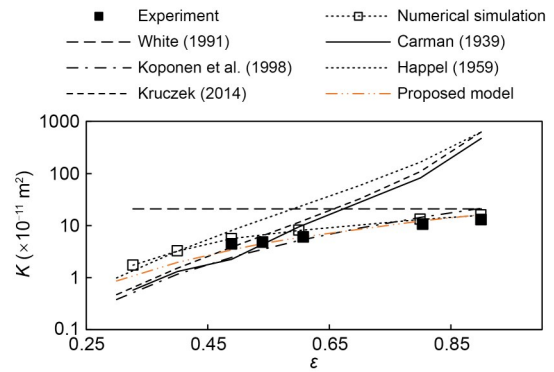 Experiment
Numerical simulation
White (1991)
Carman (1939)
Koponen et al. (1998)
Happel (1959)
Kruczek (2014)
Proposed model
1000
100
10
1
0.1
K (×10⁻¹¹ m²)
0.25 0.45 0.65 0.85
ε